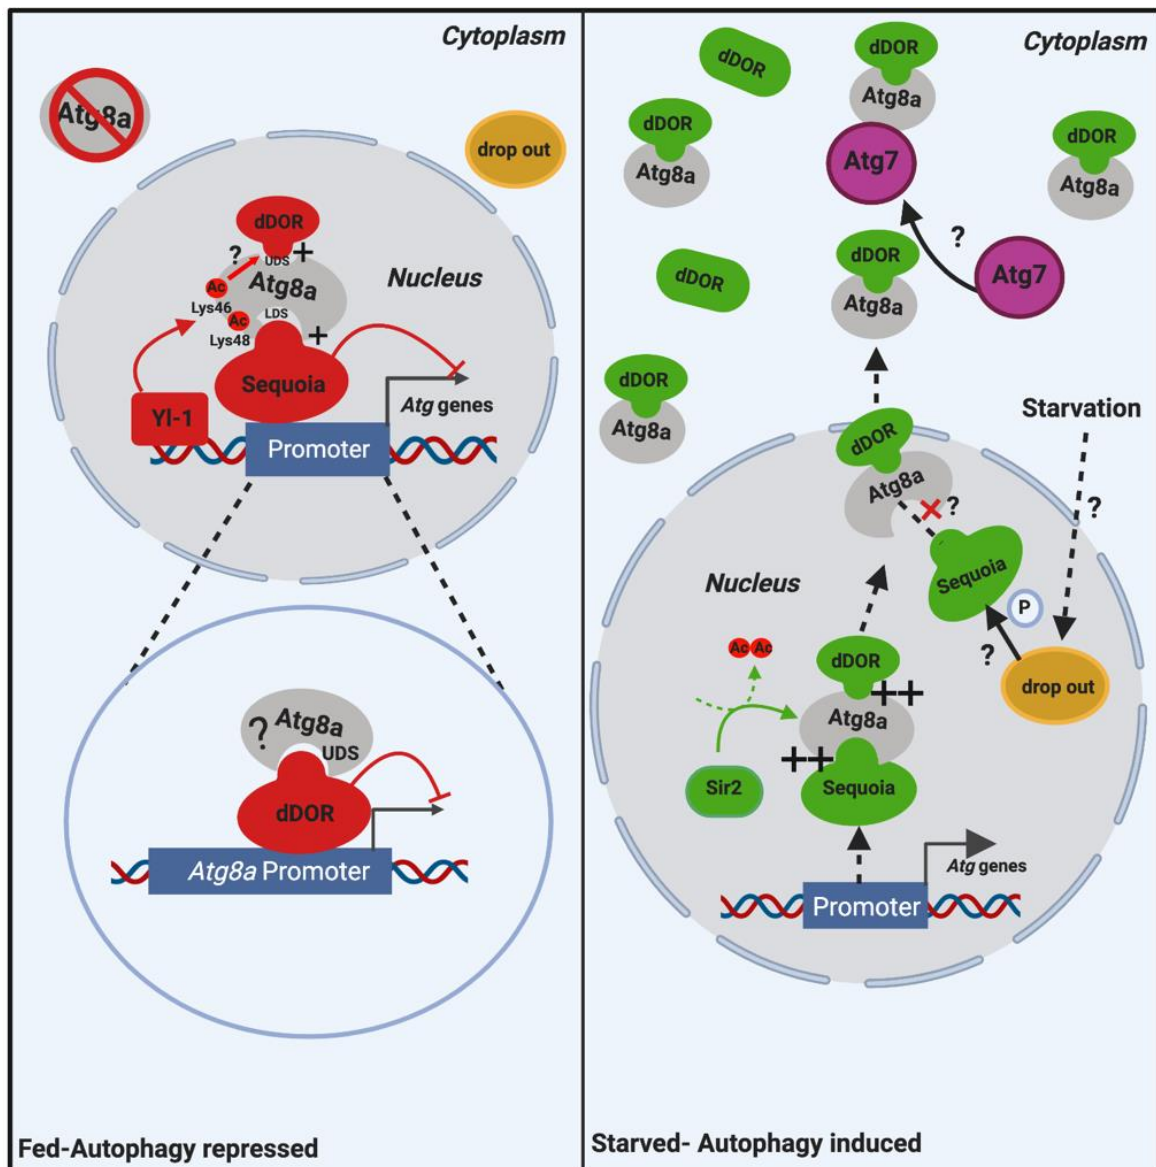 Cytoplasm
Atg8a
drop out
dDOR
?
UDS
+
Atg8a
Nucleus
Ac
Lys46
LDS
Ac
Lys48
+
Sequoia
Yl-1
Atg genes
Promoter
?
Atg8a
UDS
dDOR
Atg8a Promoter
Fed-Autophagy repressed
Cytoplasm
dDOR
dDOR
Atg8a
dDOR
Atg8a
dDOR
Atg8a
Atg7
?
dDOR
Atg8a
dDOR
Atg7
dDOR
Atg8a
Starvation
dDOR
Atg8a
?
?
Nucleus
Sequoia
P
?
drop out
Ac Ac
dDOR
++
Atg8a
++
Sir2
Sequoia
Atg genes
Promoter
Starved- Autophagy induced